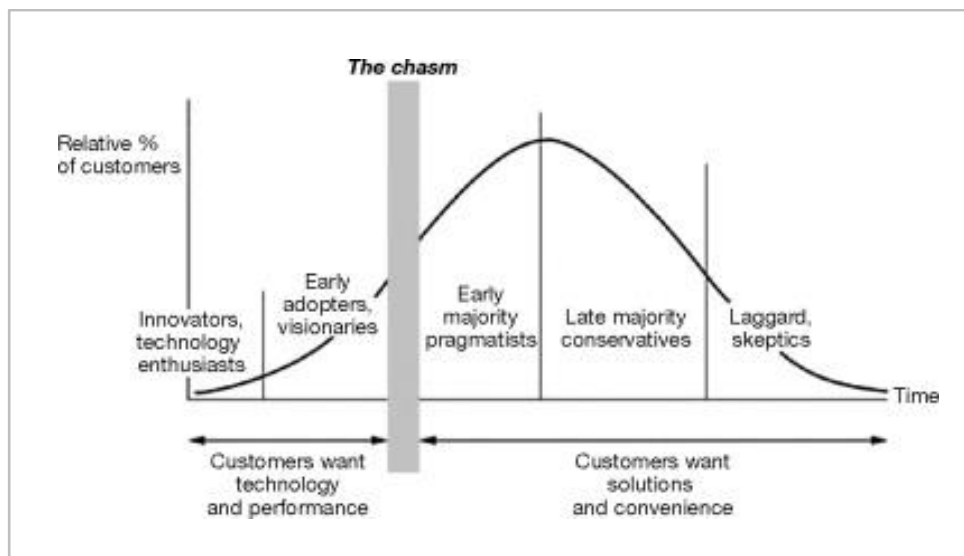 The chasm
Relative %
of customers
Innovators,
technology
enthusiasts
Early
adopters,
visionaries
Early
majority
pragmatists
Late majority
conservatives
Laggard,
skeptics
Time
Customers want
technology
and performance
Customers want
solutions
and convenience